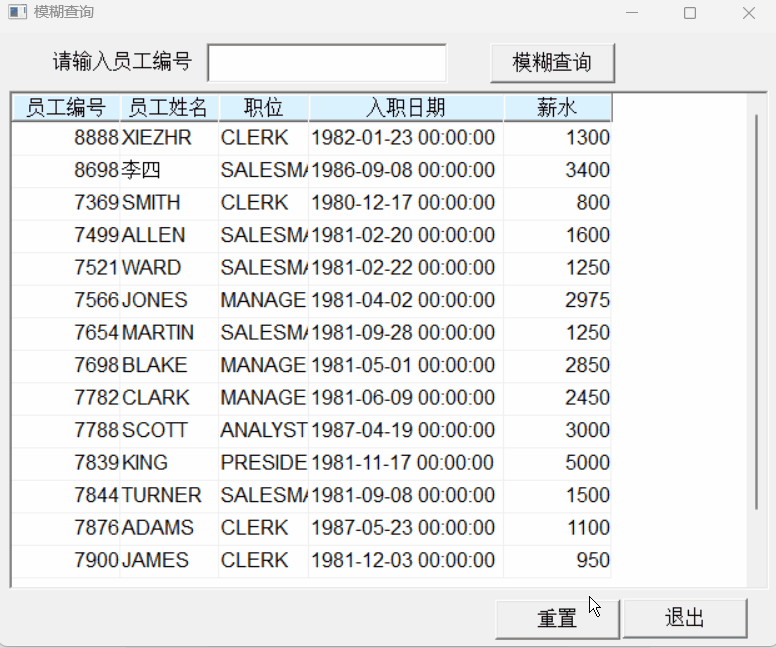 模糊查询
请输入员工编号 模糊查询
员工编号 员工姓名 职位 入职日期 薪水
8888 XIEZHR CLERK 1982-01-23 00:00:00 1300
8698 李四 SALESMA 1986-09-08 00:00:00 3400
7369 SMITH CLERK 1980-12-17 00:00:00 800
7499 ALLEN SALESMA 1981-02-20 00:00:00 1600
7521 WARD SALESMA 1981-02-22 00:00:00 1250
7566 JONES MANAGE 1981-04-02 00:00:00 2975
7654 MARTIN SALESMA 1981-09-28 00:00:00 1250
7698 BLAKE MANAGE 1981-05-01 00:00:00 2850
7782 CLARK MANAGE 1981-06-09 00:00:00 2450
7788 SCOTT ANALYST 1987-04-19 00:00:00 3000
7839 KING PRESIDE 1981-11-17 00:00:00 5000
7844 TURNER SALESMA 1981-09-08 00:00:00 1500
7876 ADAMS CLERK 1987-05-23 00:00:00 1100
7900 JAMES CLERK 1981-12-03 00:00:00 950
重置 退出